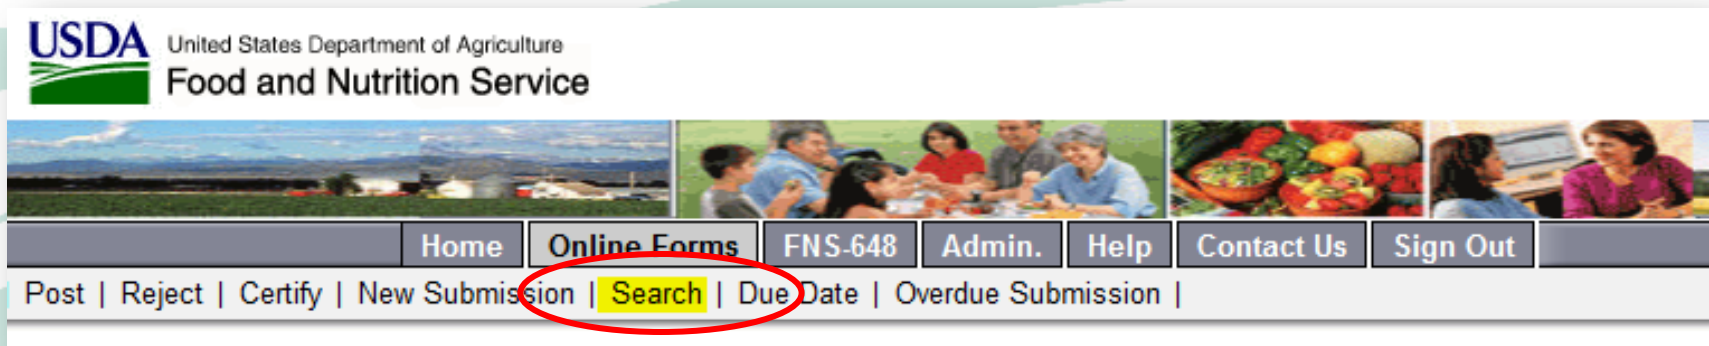 USDA
United States Department of Agriculture
Food and Nutrition Service
Home Online Forms FNS-648 Admin. Help Contact Us Sign Out
Post | Reject | Certify | New Submission | Search | Due Date | Overdue Submission |